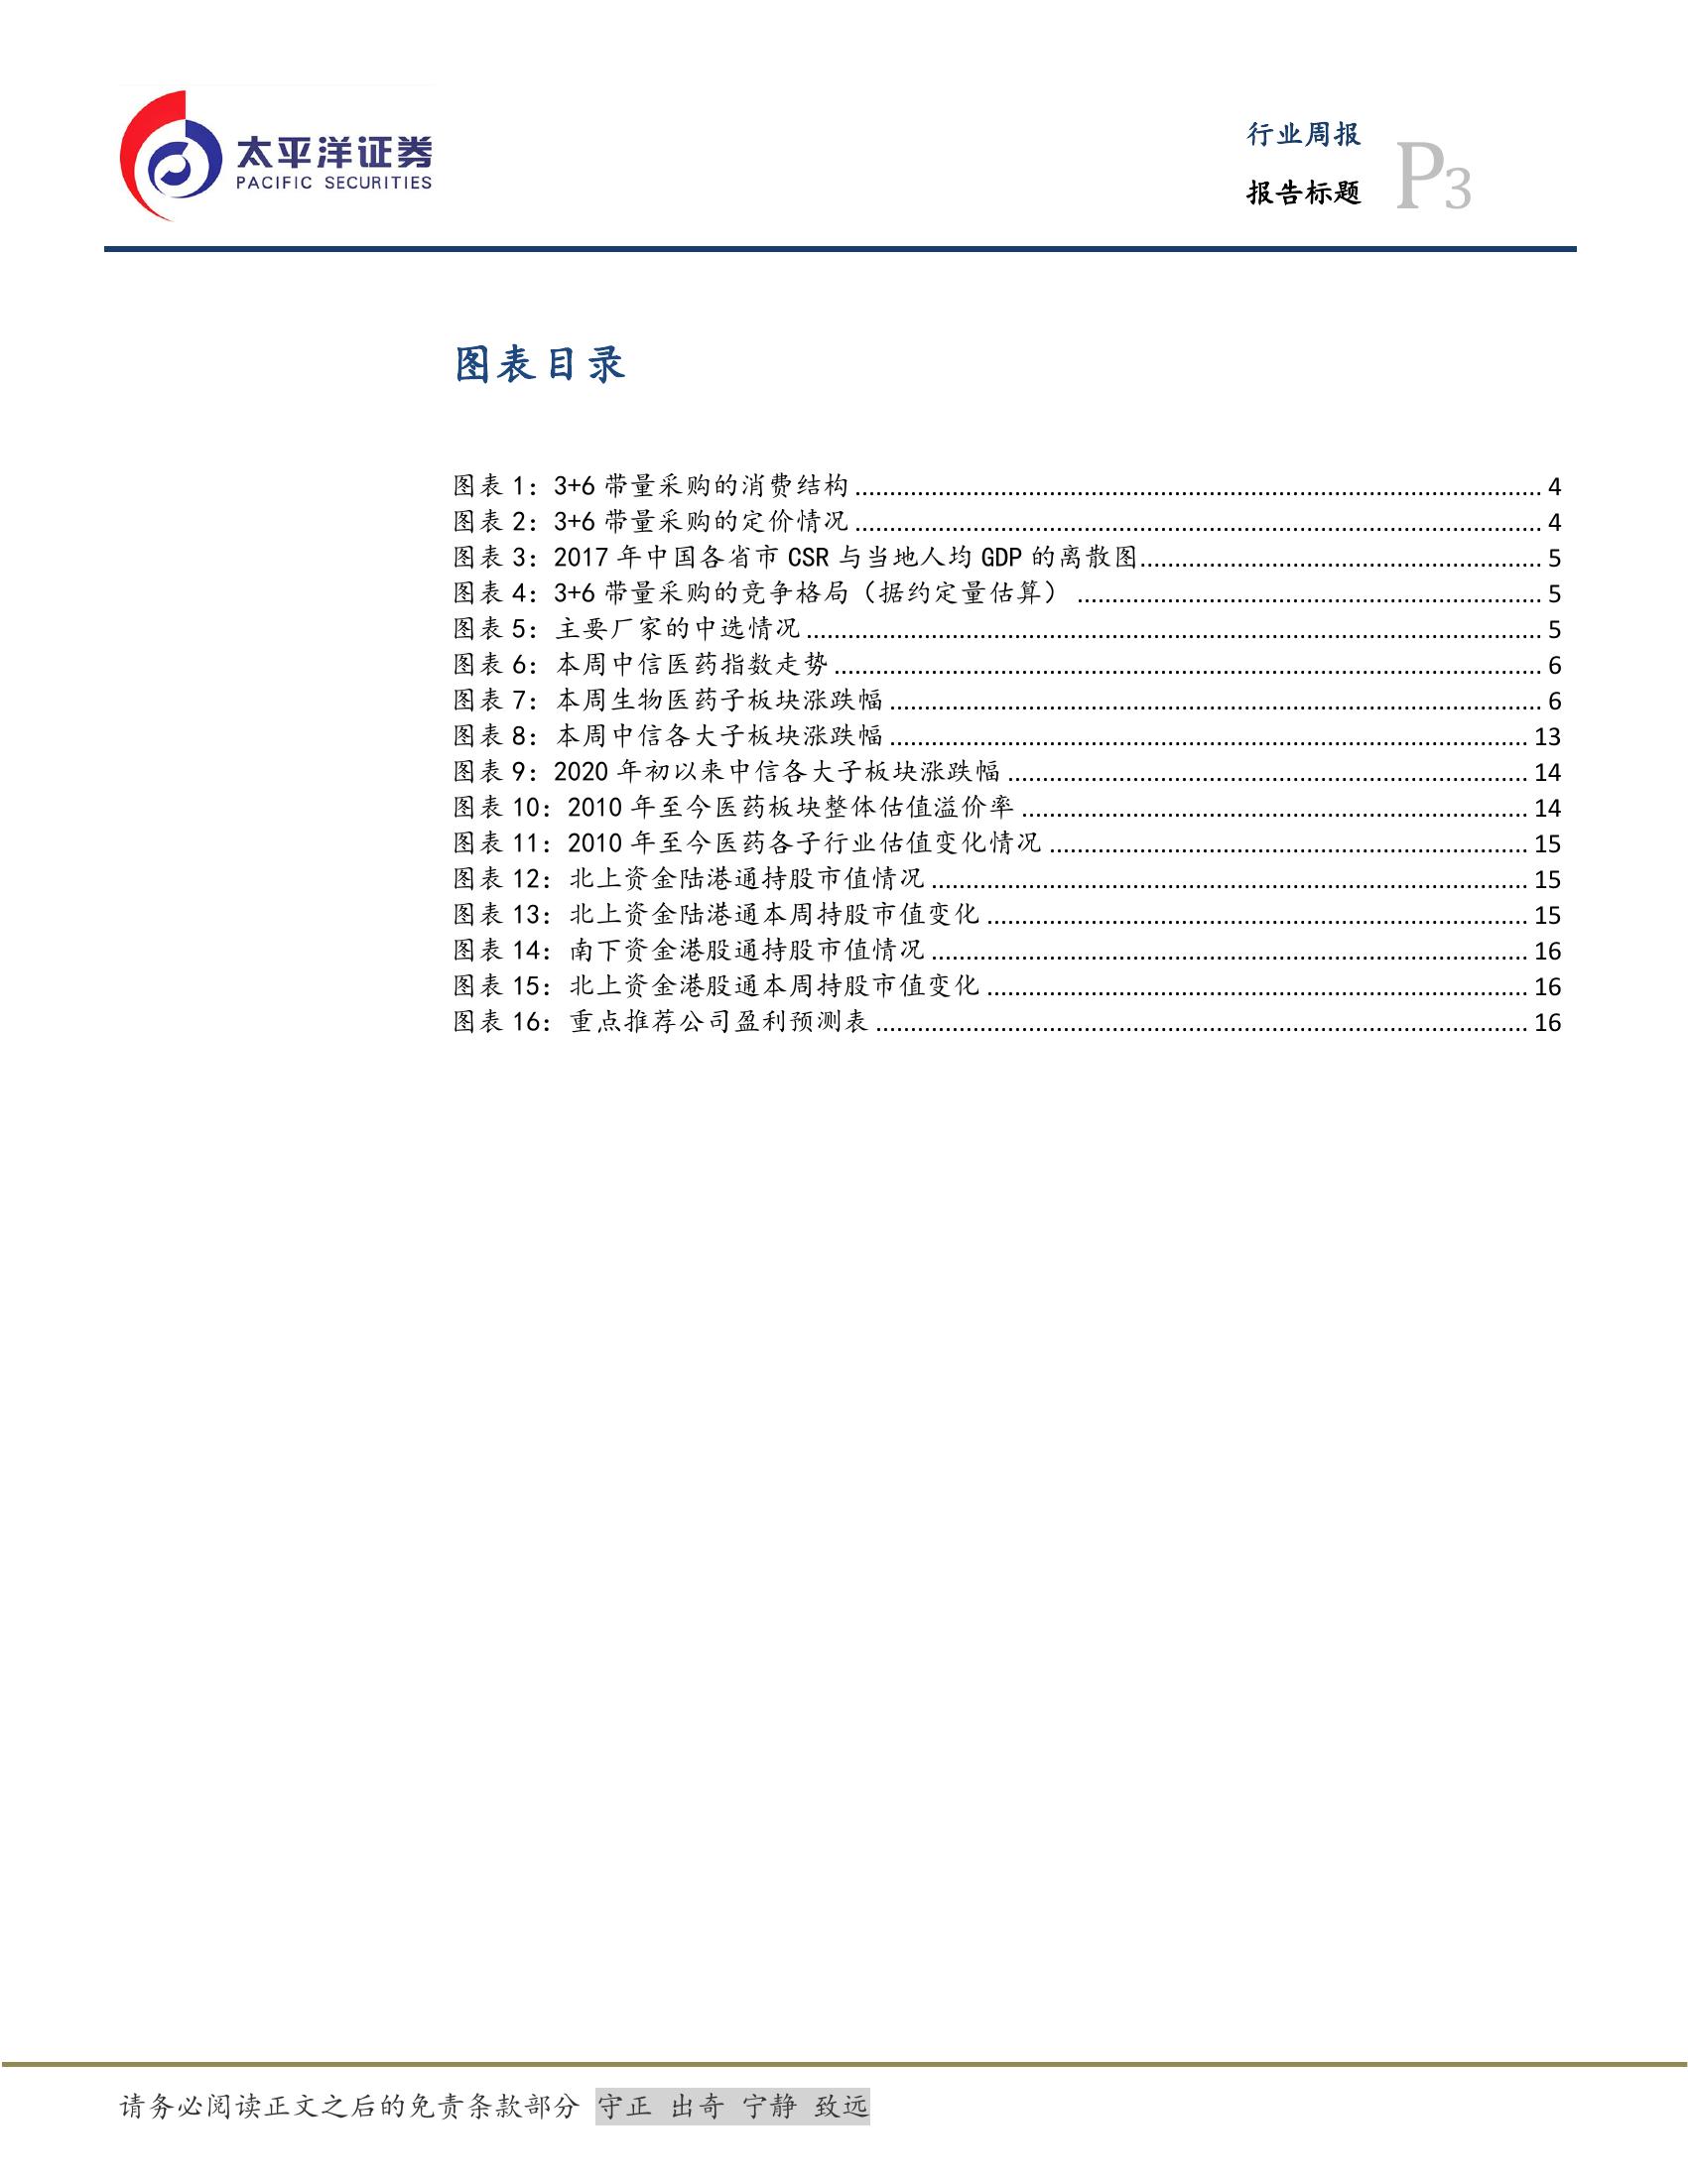 太平洋证券
PACIFIC SECURITIES
行业周报
报告标题
P3
图表目录
图表 1：3+6 带量采购的消费结构 4
图表 2：3+6 带量采购的定价情况 4
图表 3：2017 年中国各省市 CSR 与当地人均 GDP 的离散图 5
图表 4：3+6 带量采购的竞争格局（据约定量估算） 5
图表 5：主要厂家的中选情况 5
图表 6：本周中信医药指数走势 6
图表 7：本周生物医药子板块涨跌幅 6
图表 8：本周中信各大子板块涨跌幅 13
图表 9：2020 年初以来中信各大子板块涨跌幅 14
图表 10：2010 年至今医药板块整体估值溢价率 14
图表 11：2010 年至今医药各子行业估值变化情况 15
图表 12：北上资金陆港通持股市值情况 15
图表 13：北上资金陆港通本周持股市值变化 15
图表 14：南下资金港股通持股市值情况 16
图表 15：北上资金港股通本周持股市值变化 16
图表 16：重点推荐公司盈利预测表 16
请务必阅读正文之后的免责条款部分 守正 出奇 宁静 致远